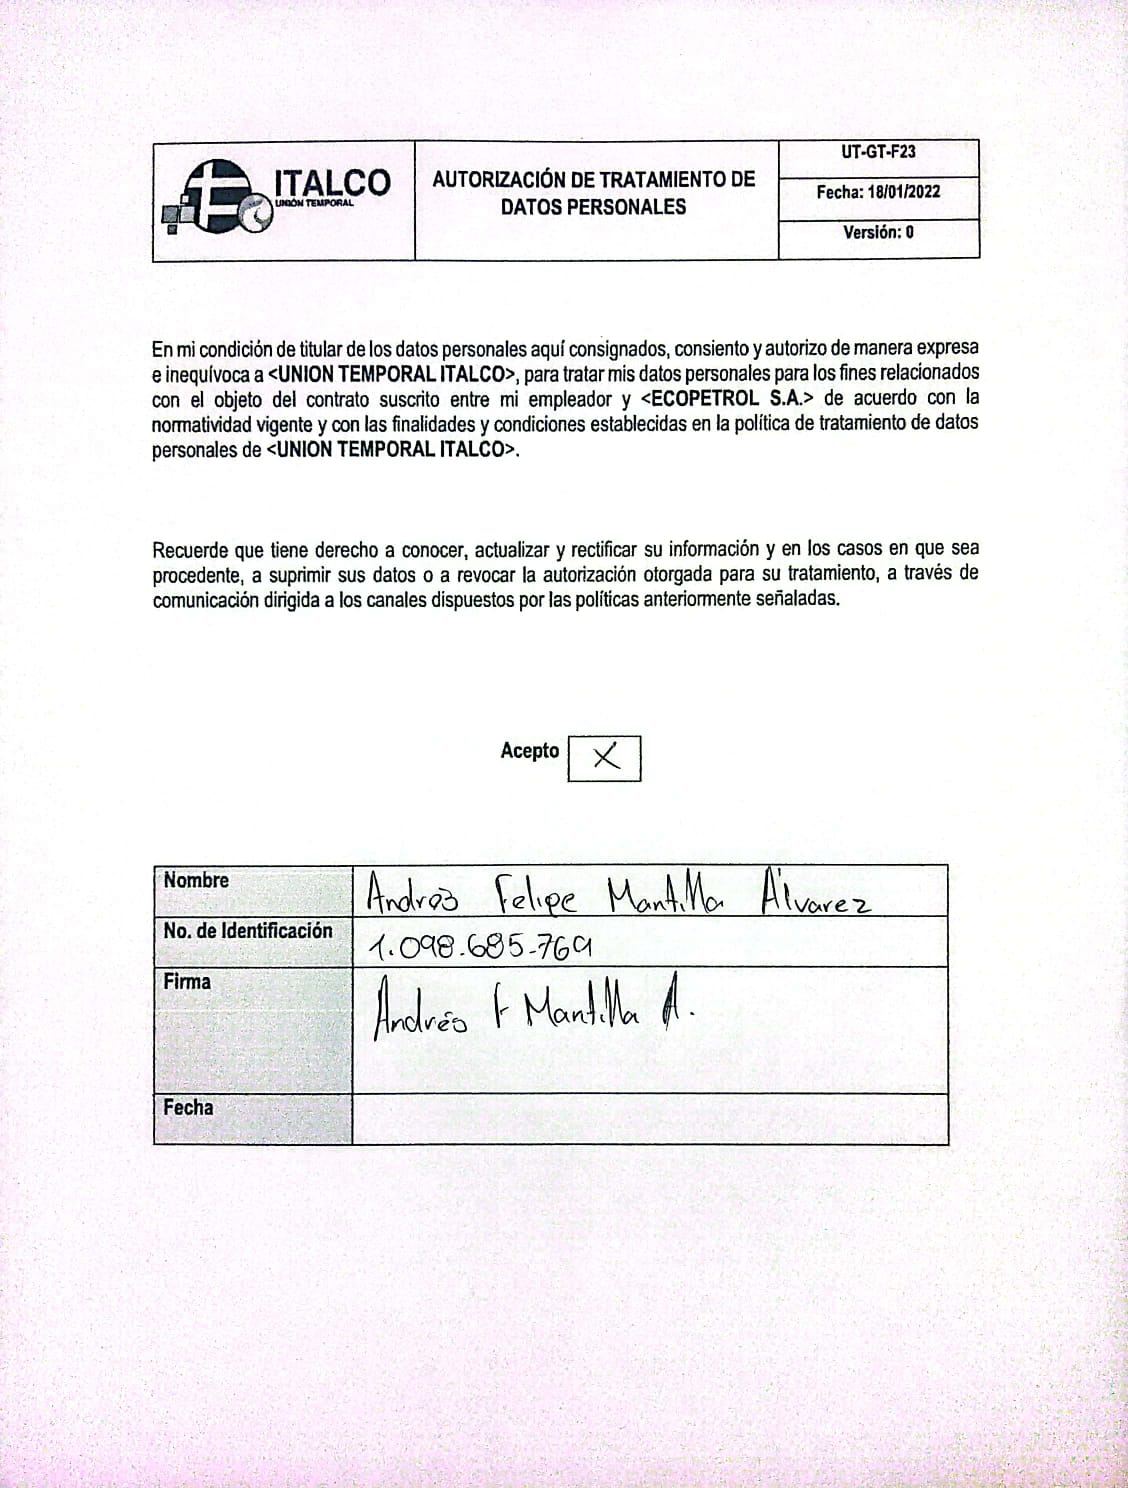 ITALCO
UNIÓN TEMPORAL
AUTORIZACIÓN DE TRATAMIENTO DE
DATOS PERSONALES
UT-GT-F23
Fecha: 18/01/2022
Versión: 0
En mi condición de titular de los datos personales aquí consignados, consiento y autorizo de manera expresa
e inequívoca a <UNION TEMPORAL ITALCO>, para tratar mis datos personales para los fines relacionados
con el objeto del contrato suscrito entre mi empleador y <ECOPETROL S.A.> de acuerdo con la
normatividad vigente y con las finalidades y condiciones establecidas en la política de tratamiento de datos
personales de <UNION TEMPORAL ITALCO>.
Recuerde que tiene derecho a conocer, actualizar y rectificar su información y en los casos en que sea
procedente, a suprimir sus datos o a revocar la autorización otorgada para su tratamiento, a través de
comunicación dirigida a los canales dispuestos por las políticas anteriormente señaladas.
Acepto X
Nombre Andrés Felipe Mantilla Álvarez
No. de Identificación 1.098.685.769
Firma Andrés F Mantilla A.
Fecha